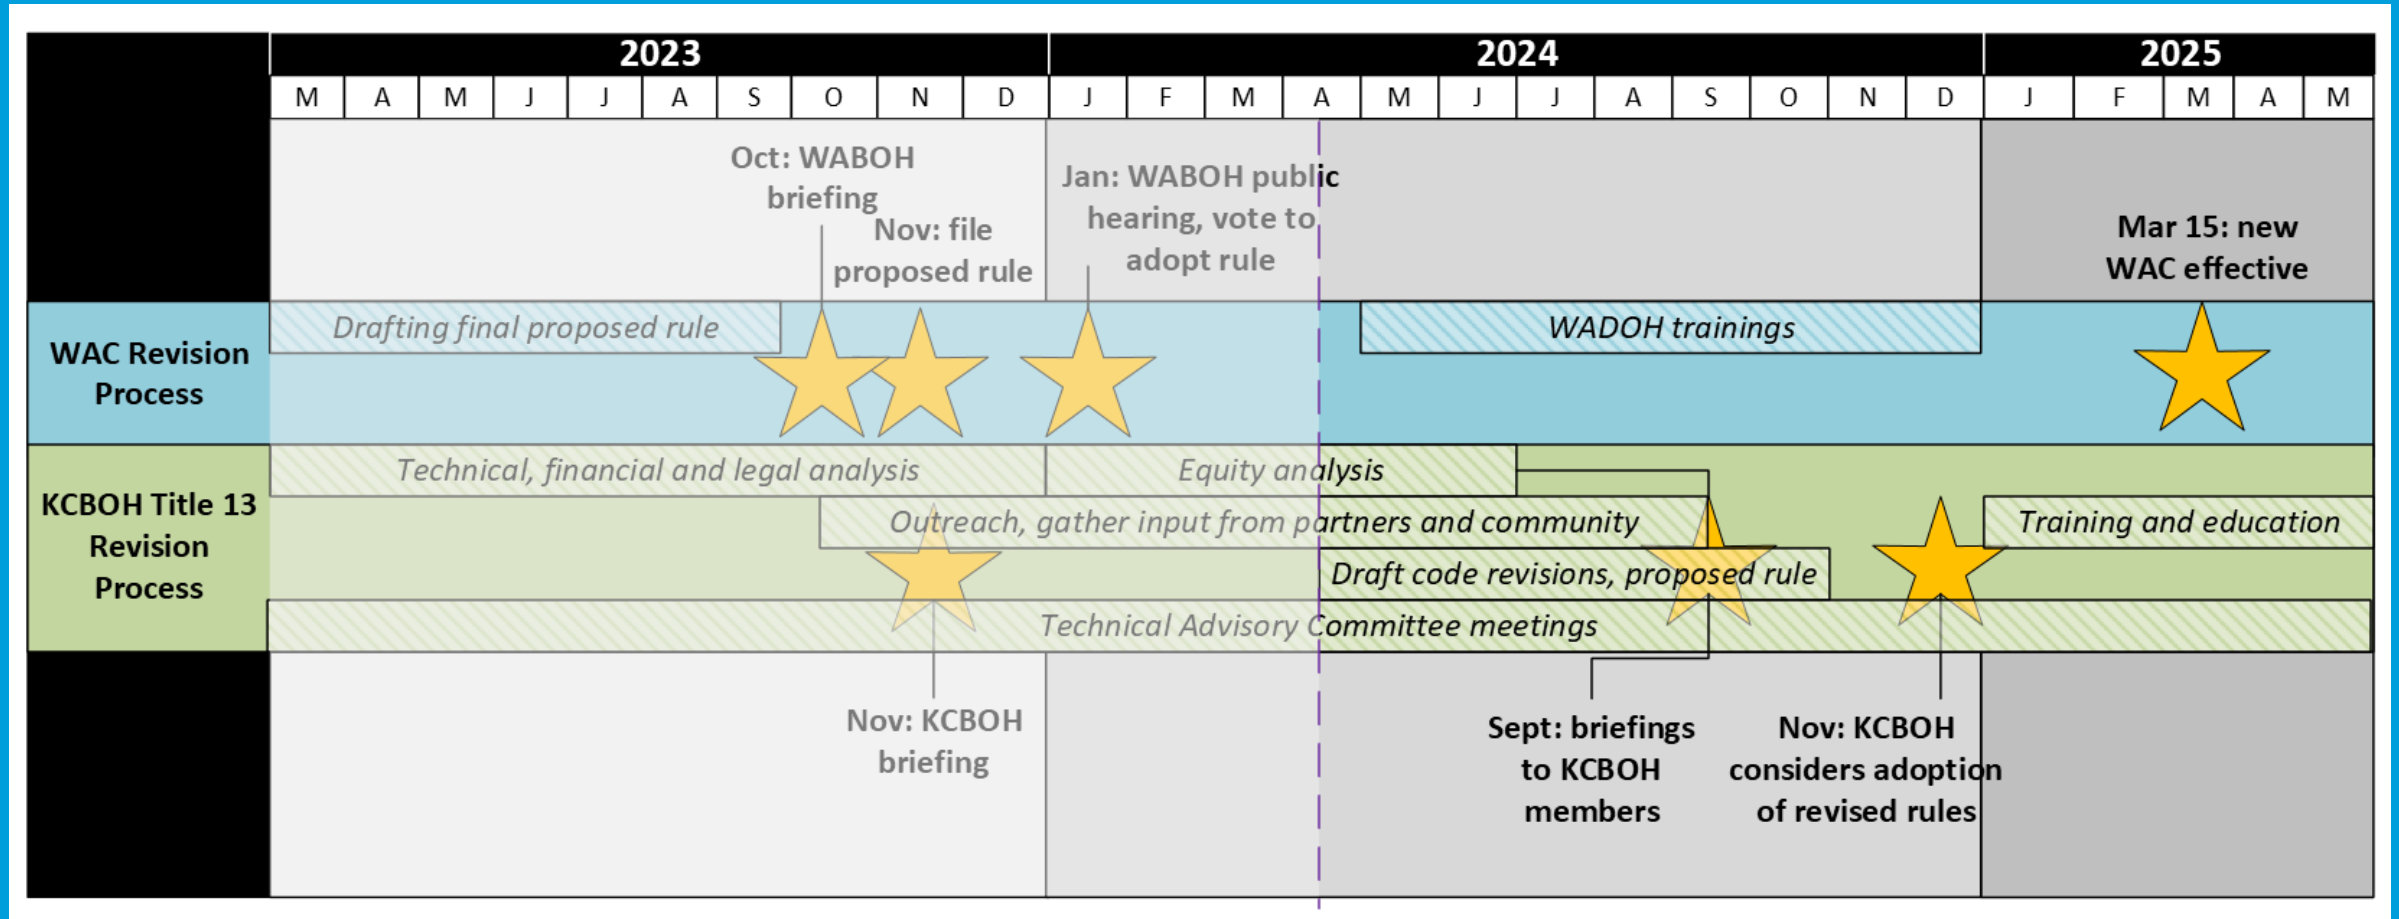 2023 2024 2025
M A M J J A S O N D J F M A M J J A S O N D J F M A M
Oct: WABOH
briefing
Nov: file
proposed rule
Jan: WABOH public
hearing, vote to
adopt rule
Mar 15: new
WAC effective
WAC Revision
Process
Drafting final proposed rule
WADOH trainings
KCBOH Title 13
Revision
Process
Technical, financial and legal analysis
Equity analysis
Outreach, gather input from partners and community
Training and education
Draft code revisions, proposed rule
Technical Advisory Committee meetings
Nov: KCBOH
briefing
Sept: briefings
to KCBOH
members
Nov: KCBOH
considers adoption
of revised rules